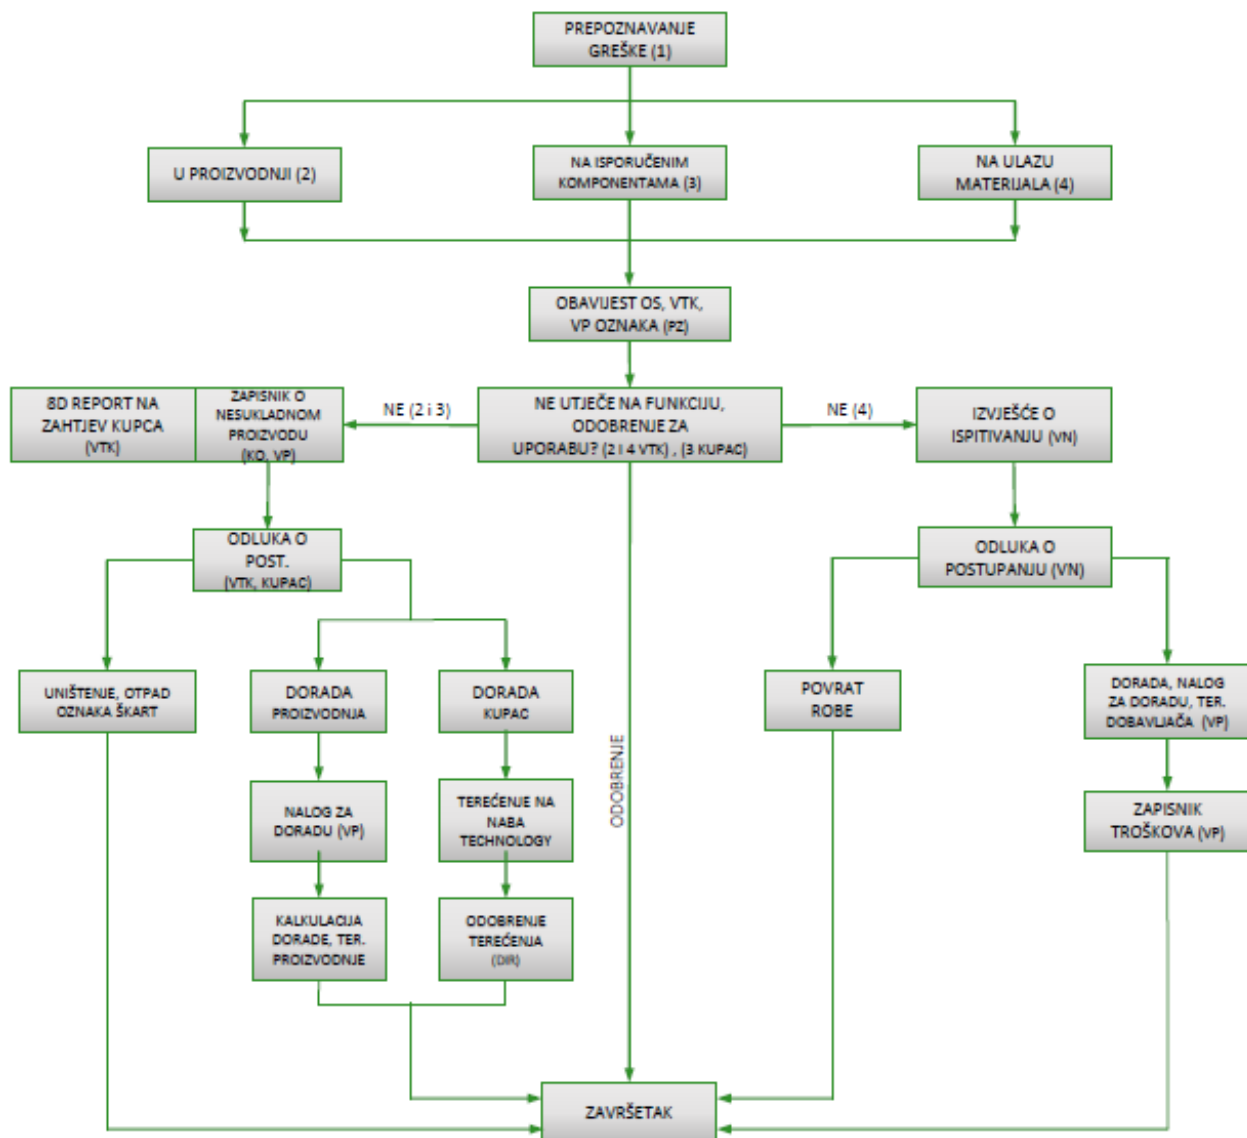 PREPOZNAVANJE
GREŠKE (1)
U PROIZVODNJI (2)
NA ISPORUČENIM
KOMPONENTAMA (3)
NA ULAZU
MATERIJALA (4)
OBAVIJEST OS, VTK,
VP OZNAKA (PZ)
8D REPORT NA
ZAHTJEV KUPCA
(VTK)
ZAPISNIK O
NESUKLADNOM
PROIZVODU
(KO, VP)
NE (2 i 3)
NE UTJEČE NA FUNKCIJU,
ODOBRENJE ZA
UPORABU? (2 I 4 VTK) , (3 KUPAC)
NE (4)
IZVJEŠĆE O
ISPITIVANJU (VN)
ODLUKA O
POST.
(VTK, KUPAC)
ODLUKA O
POSTUPANJU (VN)
UNIŠTENJE, OTPAD
OZNAKA ŠKART
DORADA
PROIZVODNJA
DORADA
KUPAC
ODOBRENJE
POVRAT
ROBE
DORADA, NALOG
ZA DORADU, TER.
DOBAVLJAČA (VP)
NALOG ZA
DORADU (VP)
TEREĆENJE NA
NABA
TECHNOLOGY
ZAPISNIK
TROŠKOVA (VP)
KALKULACIJA
DORADE, TER.
PROIZVODNJE
ODOBRENJE
TEREĆENJA
(DIR)
ZAVRŠETAK